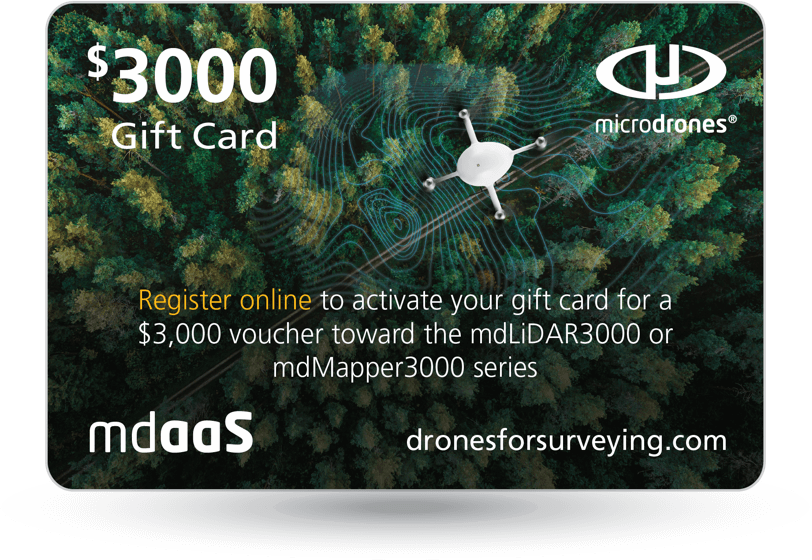 $3000
Gift Card
microdrones®
Register online to activate your gift card for a
$3,000 voucher toward the mdLiDAR3000 or
mdMapper3000 series
mdaaS
dronesforsurveying.com